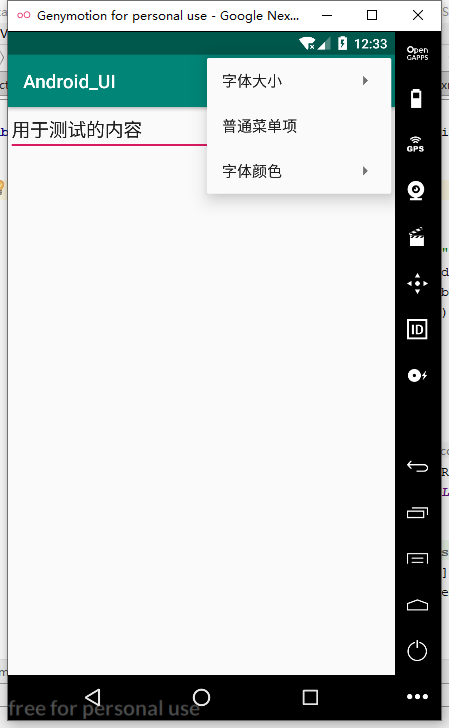 Genymotion for personal use - Google Nex...
12:33
Android_UI
字体大小
普通菜单项
字体颜色
用于测试的内容
Open
GAPPS
GPS
ID
free for personal use